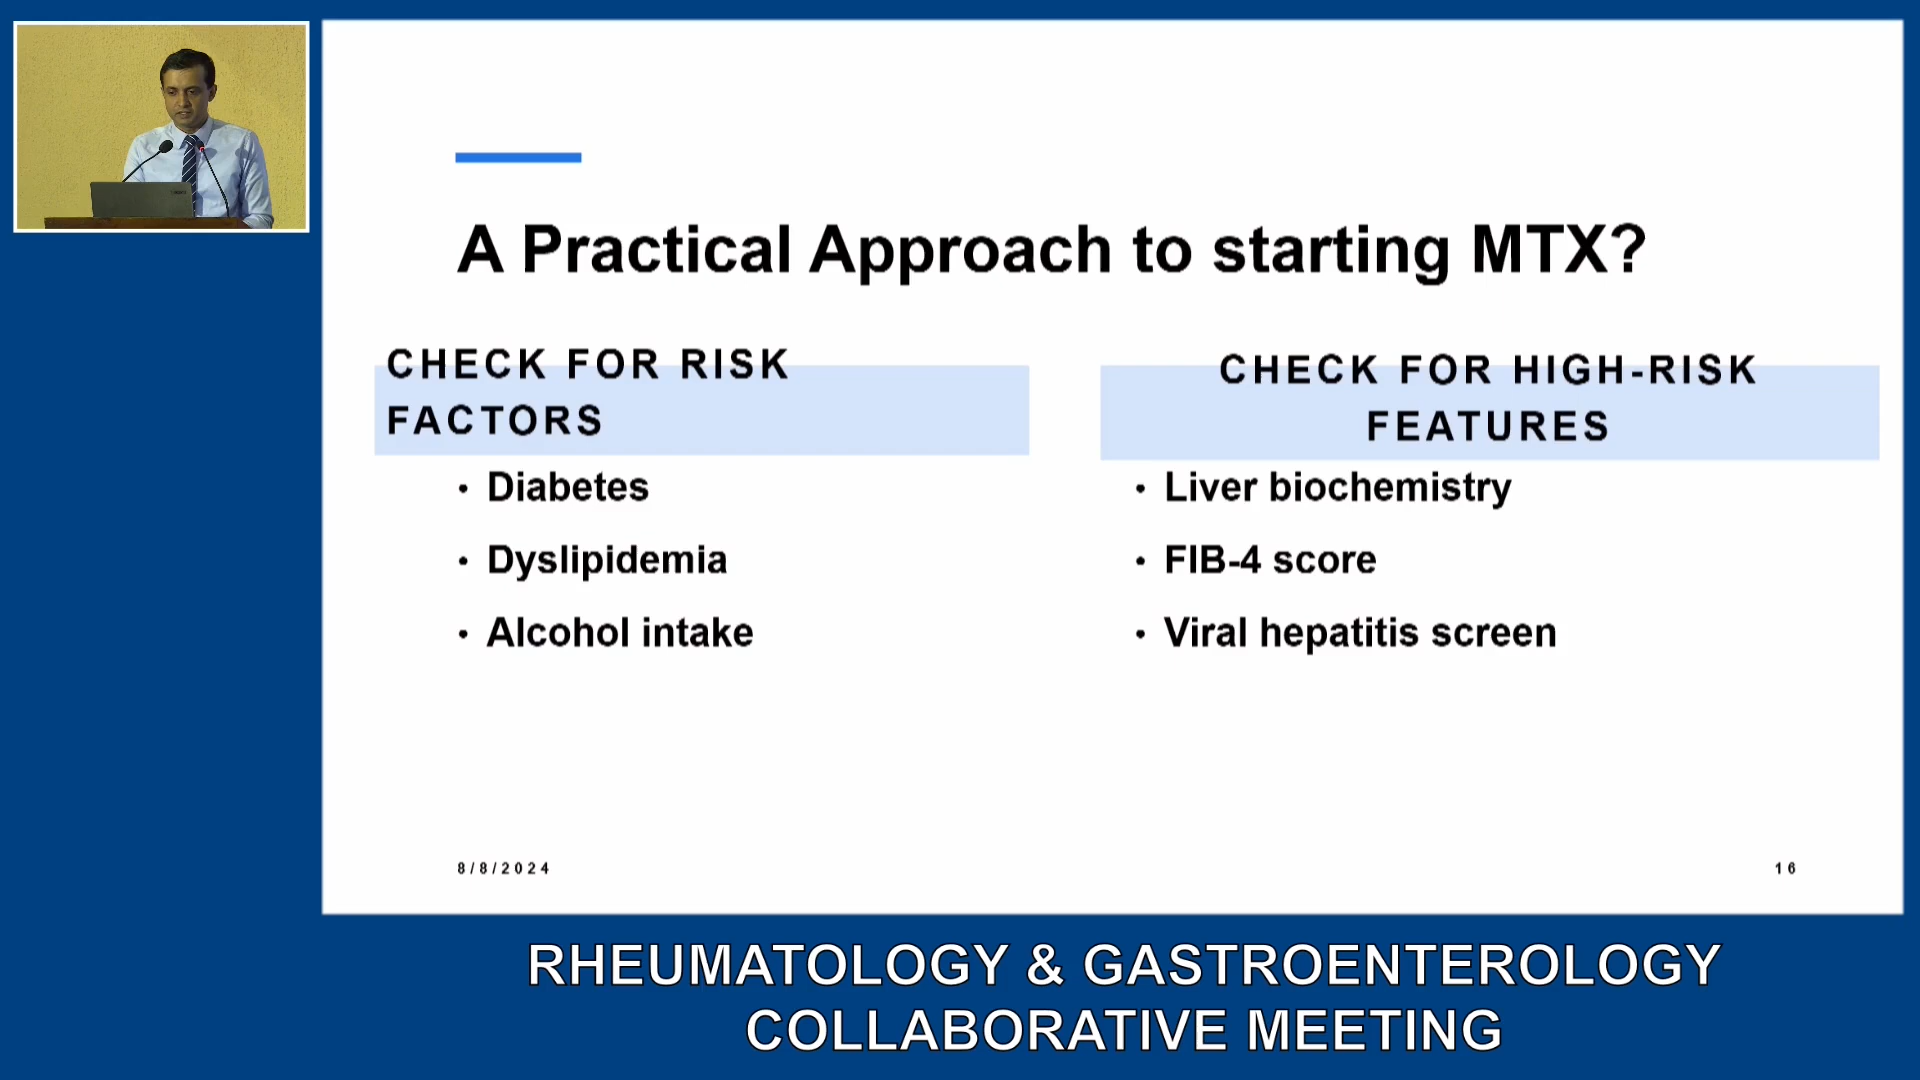 A Practical Approach to starting MTX?
CHECK FOR RISK
FACTORS
• Diabetes
• Dyslipidemia
• Alcohol intake
CHECK FOR HIGH-RISK
FEATURES
• Liver biochemistry
• FIB-4 score
• Viral hepatitis screen
8/8/2024
16
RHEUMATOLOGY & GASTROENTEROLOGY
COLLABORATIVE MEETING